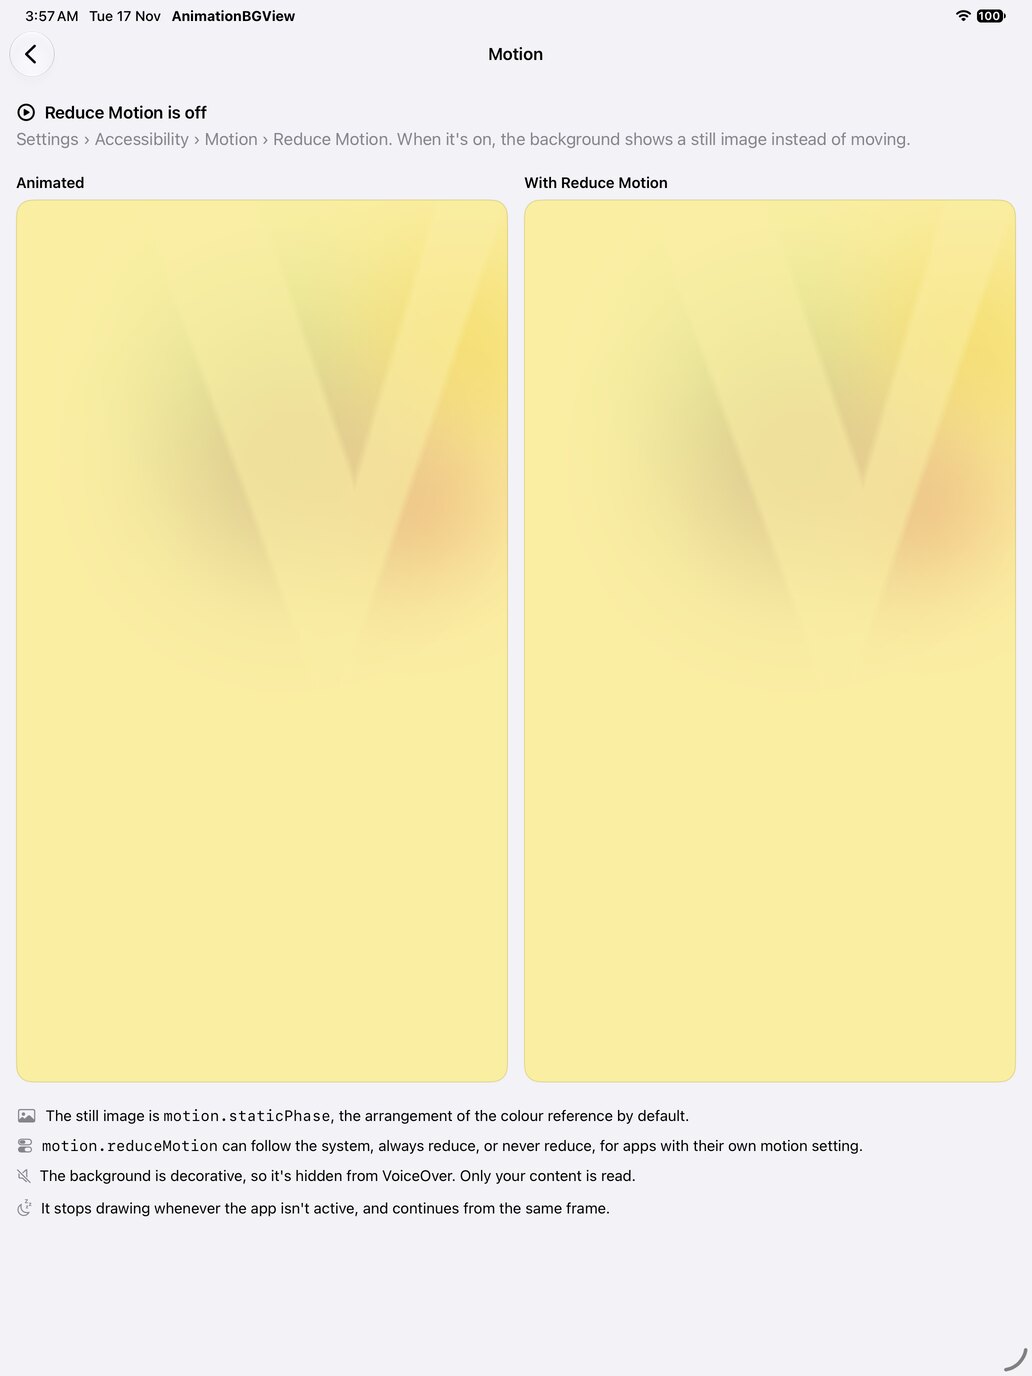 3:57 AM Tue 17 Nov AnimationBGView
100
Motion
Reduce Motion is off
Settings › Accessibility › Motion › Reduce Motion. When it's on, the background shows a still image instead of moving.
Animated
With Reduce Motion
The still image is motion.staticPhase, the arrangement of the colour reference by default.
motion.reduceMotion can follow the system, always reduce, or never reduce, for apps with their own motion setting.
The background is decorative, so it's hidden from VoiceOver. Only your content is read.
It stops drawing whenever the app isn't active, and continues from the same frame.